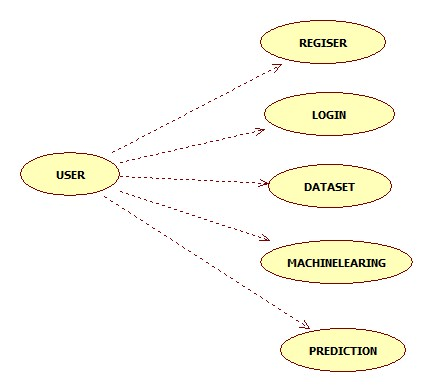 REGISER
LOGIN
USER
DATASET
MACHINELEARING
PREDICTION